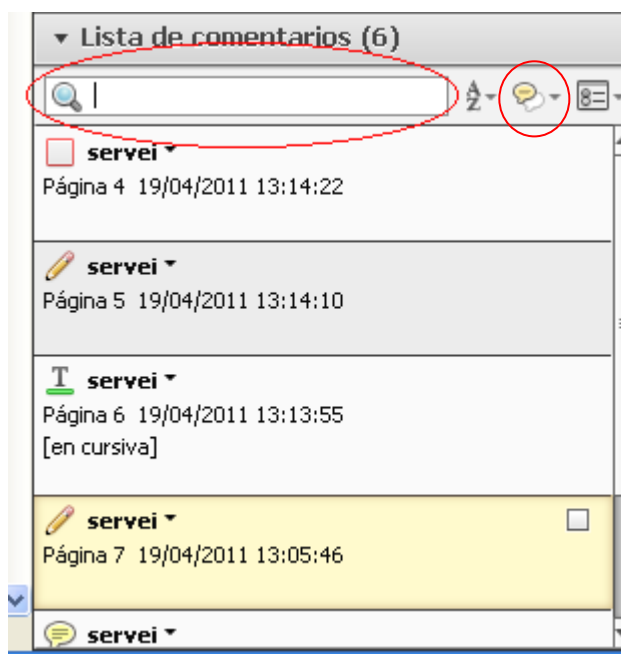 Lista de comentarios (6)
servei
Página 4 19/04/2011 13:14:22
servei
Página 5 19/04/2011 13:14:10
T servei
Página 6 19/04/2011 13:13:55
[en cursiva]
servei
Página 7 19/04/2011 13:05:46
servei